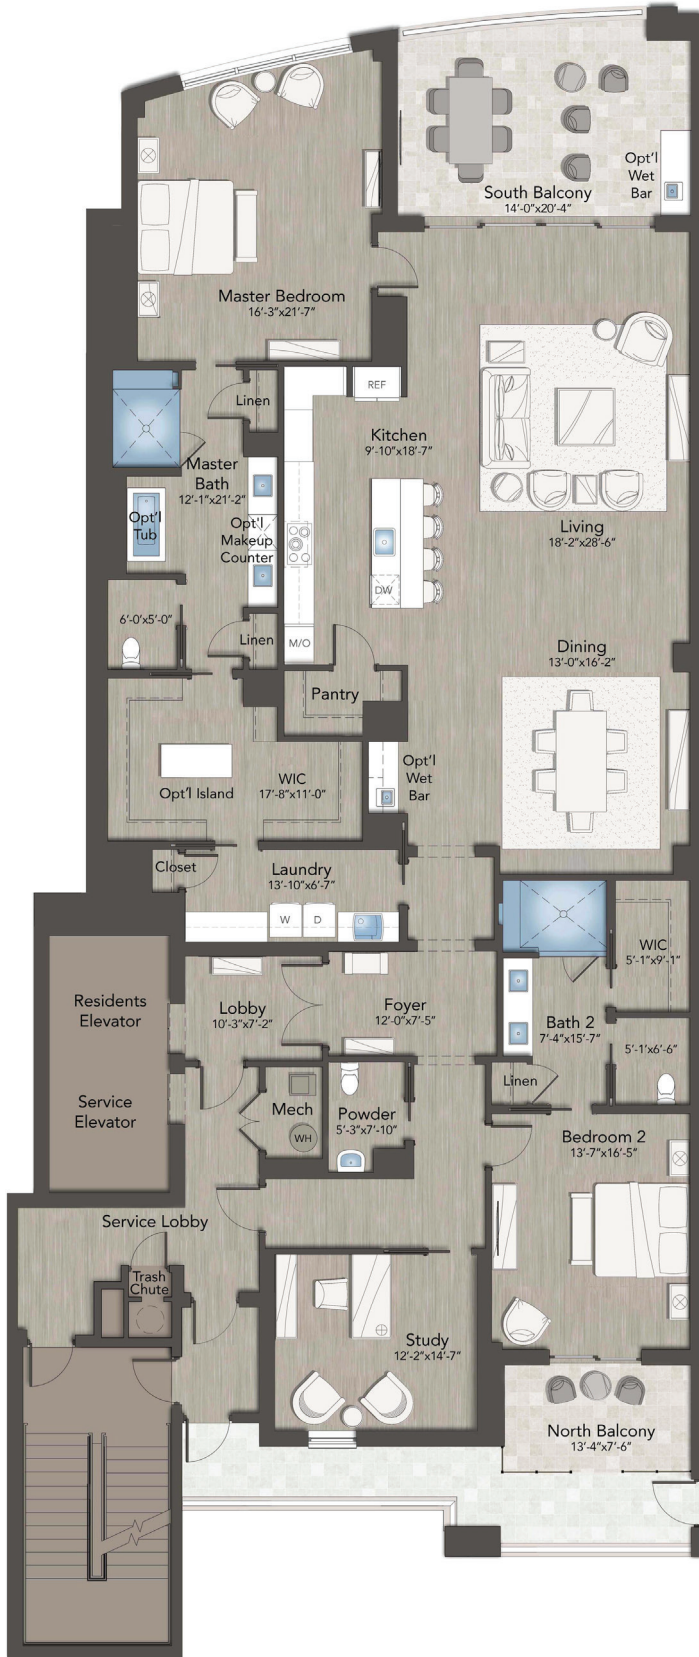 Opt'l
Wet
Bar
South Balcony
14'-0"x20'-4"
Master Bedroom
16'-3"x21'-7"
REF
Linen
Kitchen
9'-10"x18'-7"
Master
Bath
12'-1"x21'-2"
Opt'l
Tub
Opt'l
Makeup
Counter
Living
18'-2"x28'-6"
DW
6'-0"x5'-0"
Linen
M/O
Dining
13'-0"x16'-2"
Pantry
Opt'l
Wet
Bar
WIC
17'-8"x11'-0"
Opt'l Island
Closet
Laundry
13'-10"x6'-7"
W
D
WIC
5'-1"x9'-1"
Residents
Elevator
Lobby
10'-3"x7'-2"
Foyer
12'-0"x7'-5"
Bath 2
7'-4"x15'-7"
5'-1"x6'-6"
Linen
Service
Elevator
Mech
WH
Powder
5'-3"x7'-10"
Bedroom 2
13'-7"x16'-5"
Service Lobby
Trash
Chute
Study
12'-2"x14'-7"
North Balcony
13'-4"x7'-6"